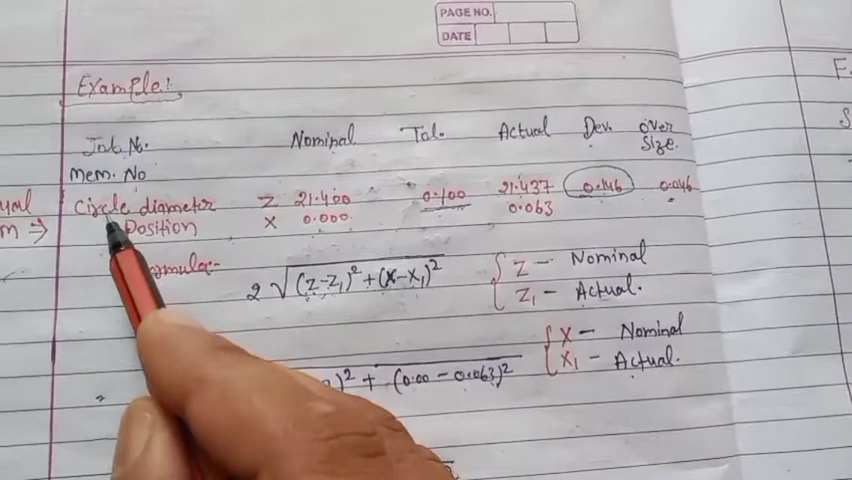 PAGE NO.
DATE
Example:
Int. No. Nominal Tol. Actual Dev. Over Size.
Mem. No
Circle diameter Z 21.400 0.100 21.437 0.146 0.046
Position X 0.000 0.063
2 √(Z-Z₁)² + (X-X₁)²
Z - Nominal
Z₁ - Actual.
X - Nominal
X₁ - Actual.
)² + (0.00 - 0.063)²